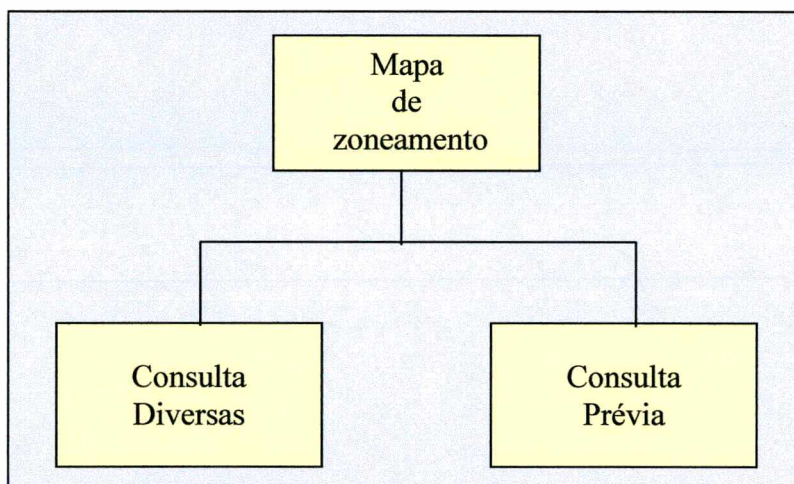 Mapa
de
zoneamento
Consulta
Diversas
Consulta
Prévia